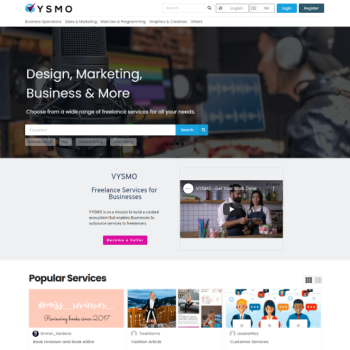 VYSMO
Search
English
INR
Login
Register
Business Operations
Sales & Marketing
Web Dev & Programming
Graphics & Creatives
Others
Design, Marketing,
Business & More
Choose from a wide range of freelance services for all your needs.
Search
VYSMO
Freelance Services for
Businesses
VYSMO is on a mission to build a curated
ecosystem that enables Businesses to
outsource services to freelancers.
Become a Seller
VYSMO - Get Your Work Done
Popular Services
Reviewing books since 2017
Book reviewer and Book editor
Fashion Article
Customer Services